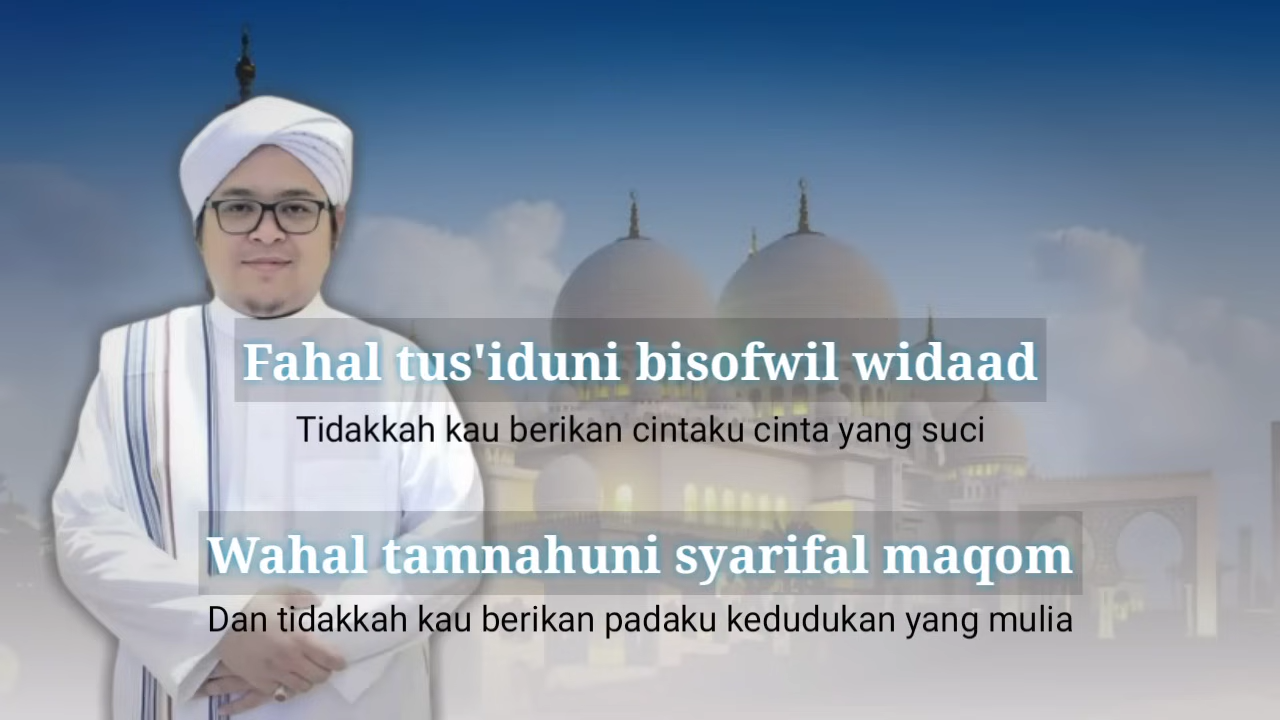 Fahal tus'iduni bisofwil widaad
Tidakkah kau berikan cintaku cinta yang suci
Wahal tamnahuni syarifal maqom
Dan tidakkah kau berikan padaku kedudukan yang mulia